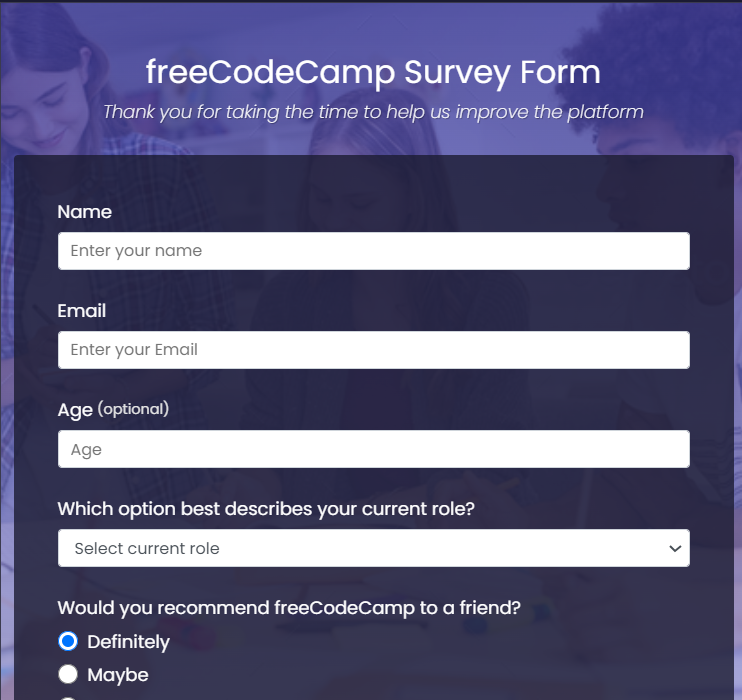 freeCodeCamp Survey Form
Thank you for taking the time to help us improve the platform
Name
Enter your name
Email
Enter your Email
Age (optional)
Age
Which option best describes your current role?
Select current role
Would you recommend freeCodeCamp to a friend?
Definitely
Maybe